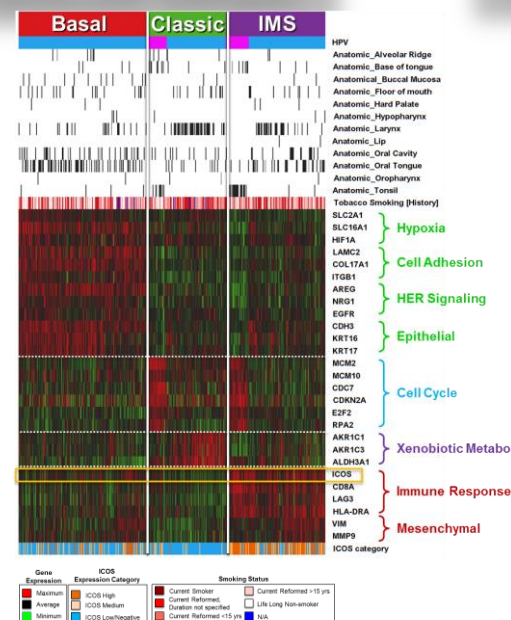 Basal
Classic
IMS
HPV
Anatomic_Alveolar Ridge
Anatomic_Base of tongue
Anatomical_Buccal Mucosa
Anatomic_Floor of mouth
Anatomic_Hard Palate
Anatomic_Hypopharynx
Anatomic_Larynx
Anatomic_Lip
Anatomic_Oral Cavity
Anatomic_Oral Tongue
Anatomic_Oropharynx
Anatomic_Tonsil
Tobacco Smoking [History]
SLC2A1
SLC16A1
HIF1A
Hypoxia
LAMC2
COL17A1
ITGB1
Cell Adhesion
AREG
NRG1
EGFR
HER Signaling
CDH3
KRT16
KRT17
Epithelial
MCM2
MCM10
CDC7
CDKN2A
E2F2
RPA2
Cell Cycle
AKR1C1
AKR1C3
ALDH3A1
Xenobiotic Metabo
ICOS
CD8A
LAG3
HLA-DRA
Immune Response
VIM
MMP9
Mesenchymal
ICOS category
Gene
Expression
Maximum
Average
Minimum
ICOS
Expression Category
ICOS High
ICOS Medium
ICOS Low/Negative
Smoking Status
Current Smoker
Current Reformed,
Duration not specified
Current Reformed <15 yrs
Current Reformed >15 yrs
Life Long Non-smoker
N/A